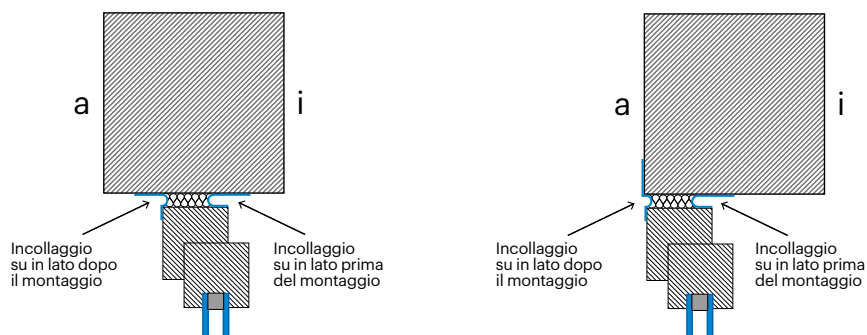 a
i
a
i
Incollaggio
su in lato dopo
il montaggio
Incollaggio
su in lato prima
del montaggio
Incollaggio
su in lato dopo
il montaggio
Incollaggio
su in lato prima
del montaggio